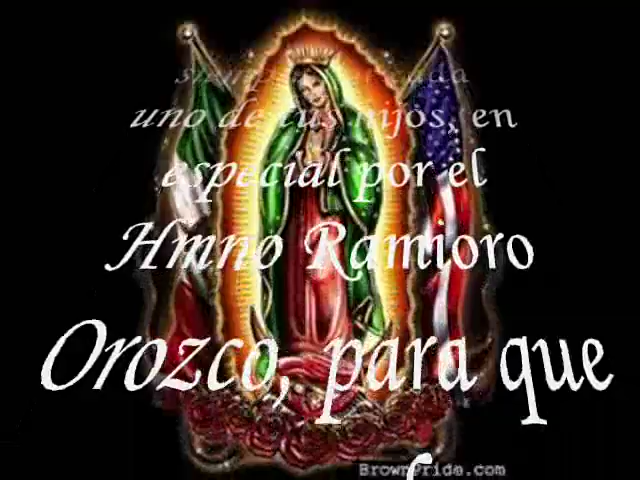 uno de tus hijos, en
especial por el
Hmno Ramioro
Orozco, para que
BrownPride.com